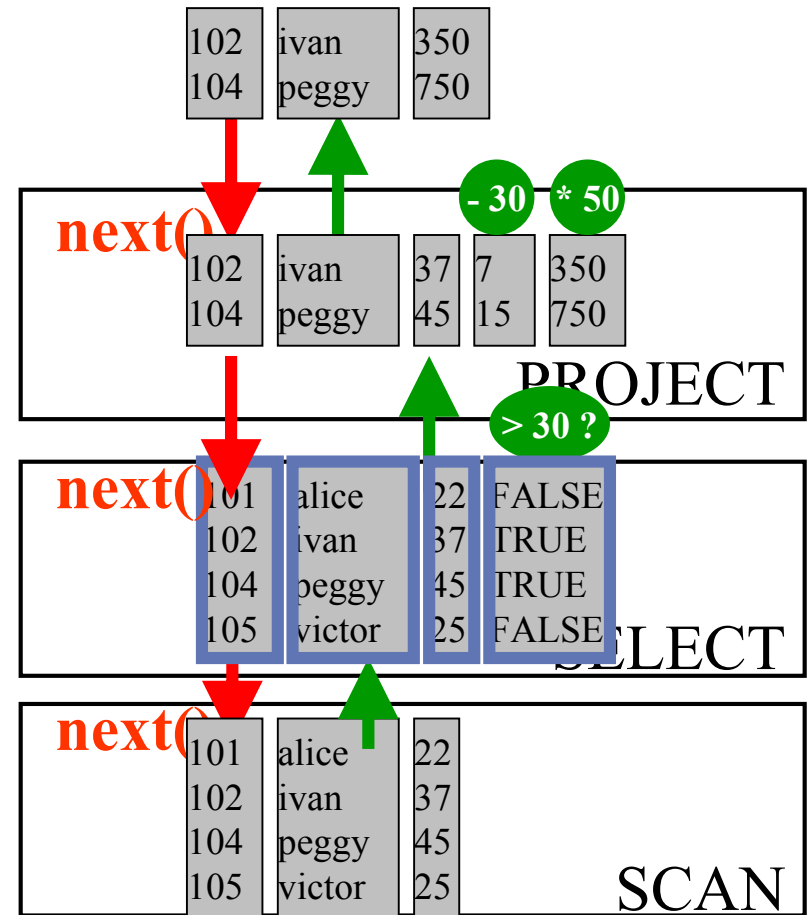 102 ivan 350
104 peggy 750
- 30 * 50
next()
102 ivan 37 7 350
104 peggy 45 15 750
PROJECT
> 30 ?
next()
101 alice 22 FALSE
102 ivan 37 TRUE
104 peggy 45 TRUE
105 victor 25 FALSE
SELECT
next()
101 alice 22
102 ivan 37
104 peggy 45
105 victor 25
SCAN